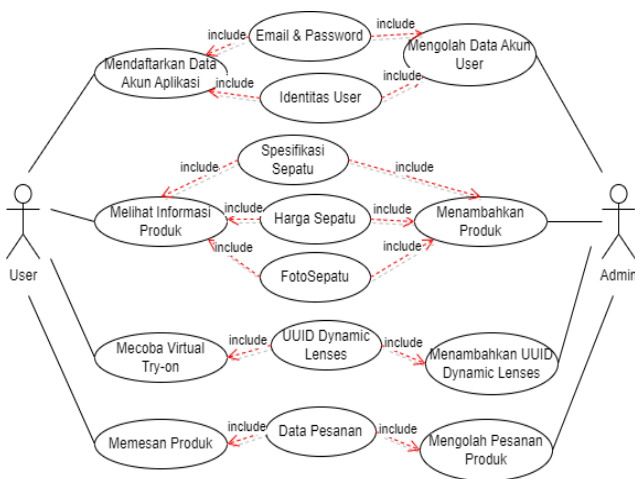 include
Email & Password
include
Mendaftarkan Data
Akun Aplikasi
Mengolah Data Akun
User
include
Identitas User
include
Spesifikasi
Sepatu
include
include
Melihat Informasi
Produk
include
Harga Sepatu
include
Menambahkan
Produk
include
FotoSepatu
include
User
Admin
Mecoba Virtual
Try-on
include
UUID Dynamic
Lenses
include
Menambahkan UUID
Dynamic Lenses
Memesan Produk
include
Data Pesanan
include
Mengolah Pesanan
Produk